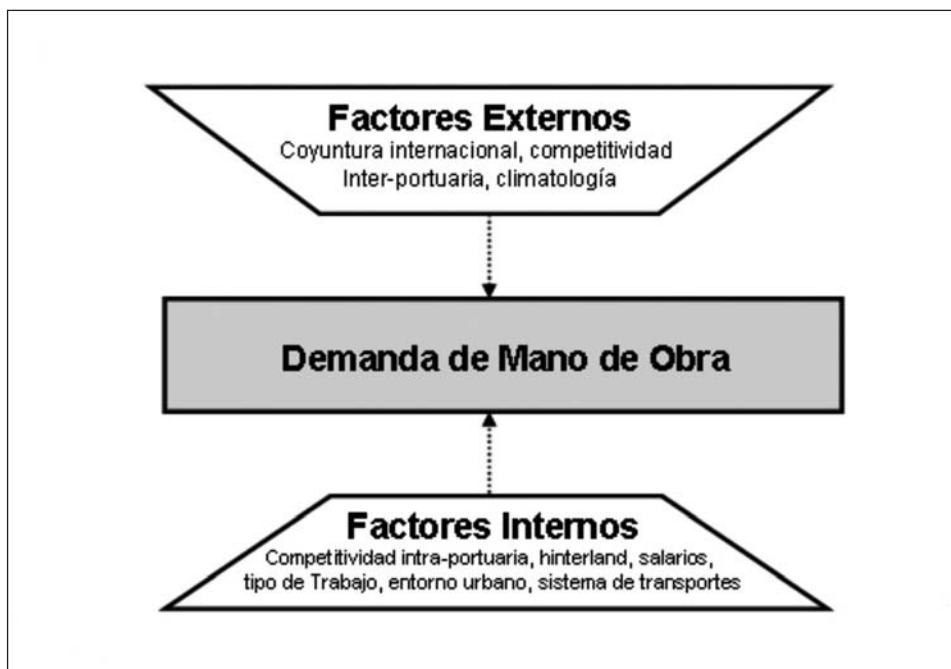 Factores Externos
Coyuntura internacional, competitividad
Inter-portuaria, climatología
Demanda de Mano de Obra
Factores Internos
Competitividad intra-portuaria, hinterland, salarios,
tipo de Trabajo, entorno urbano, sistema de transportes